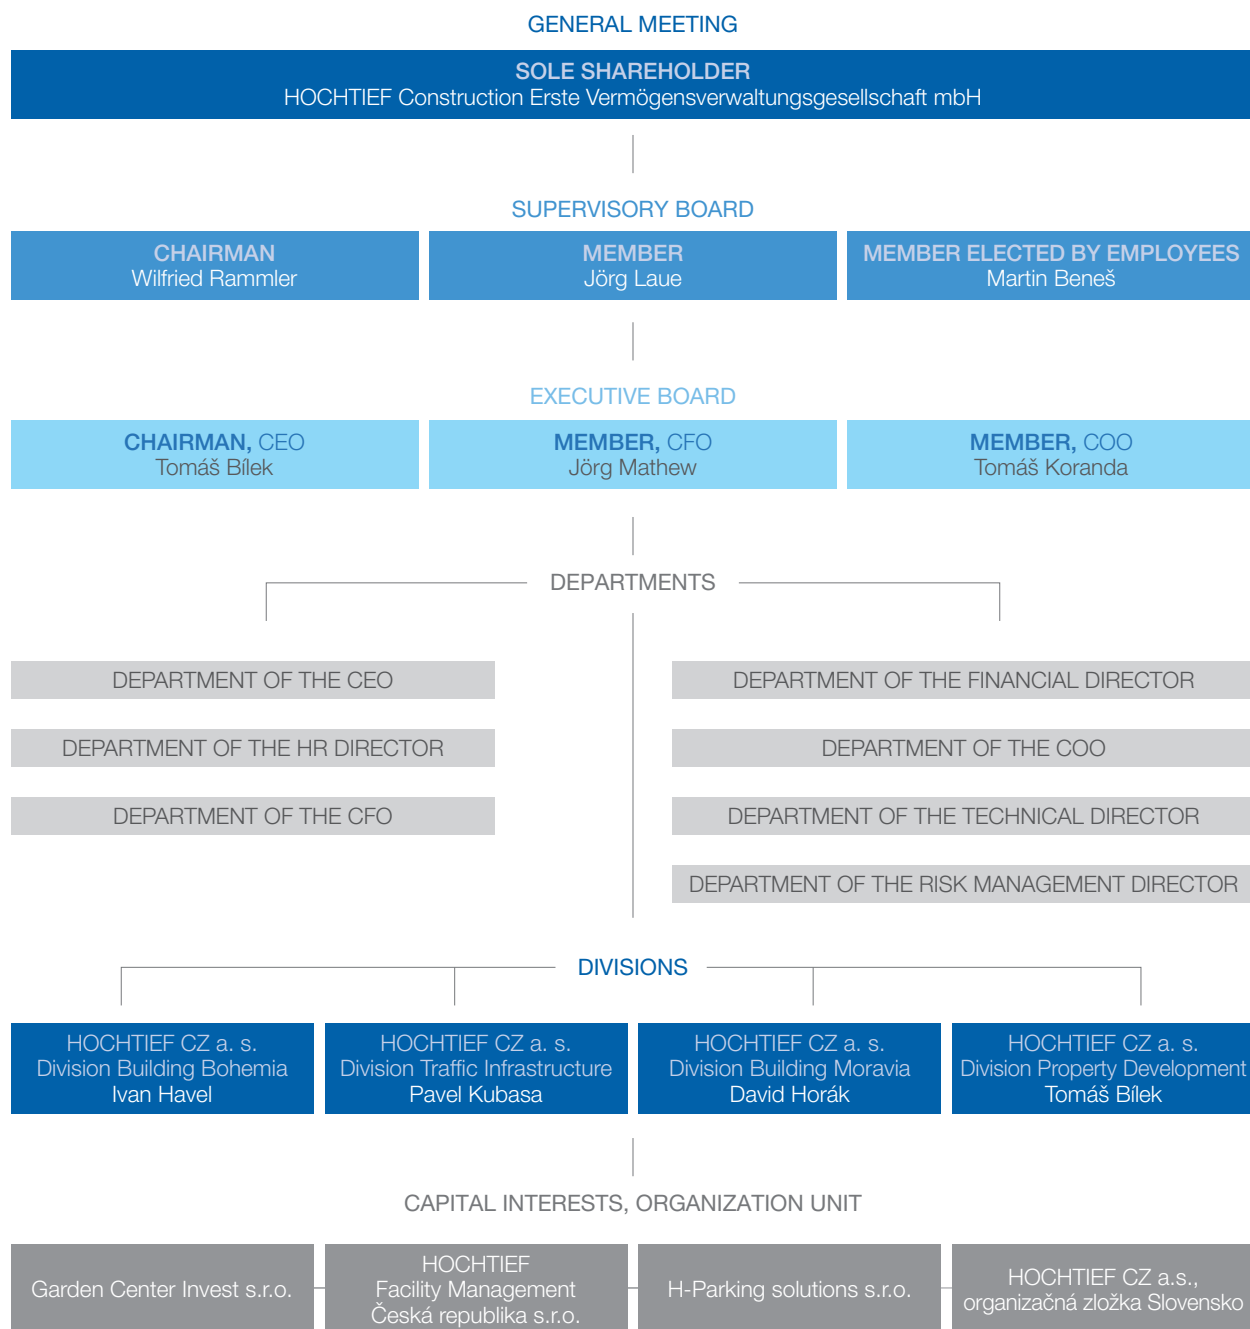 GENERAL MEETING
SOLE SHAREHOLDER
HOCHTIEF Construction Erste Vermögensverwaltungsgesellschaft mbH
SUPERVISORY BOARD
CHAIRMAN
Wilfried Rammler
MEMBER
Jörg Laue
MEMBER ELECTED BY EMPLOYEES
Martin Beneš
EXECUTIVE BOARD
CHAIRMAN, CEO
Tomáš Bílek
MEMBER, CFO
Jörg Mathew
MEMBER, COO
Tomáš Koranda
DEPARTMENTS
DEPARTMENT OF THE CEO
DEPARTMENT OF THE HR DIRECTOR
DEPARTMENT OF THE CFO
DEPARTMENT OF THE FINANCIAL DIRECTOR
DEPARTMENT OF THE COO
DEPARTMENT OF THE TECHNICAL DIRECTOR
DEPARTMENT OF THE RISK MANAGEMENT DIRECTOR
DIVISIONS
HOCHTIEF CZ a. s.
Division Building Bohemia
Ivan Havel
HOCHTIEF CZ a. s.
Division Traffic Infrastructure
Pavel Kubasa
HOCHTIEF CZ a. s.
Division Building Moravia
David Horák
HOCHTIEF CZ a. s.
Division Property Development
Tomáš Bílek
CAPITAL INTERESTS, ORGANIZATION UNIT
Garden Center Invest s.r.o.
HOCHTIEF
Facility Management
Česká republika s.r.o.
H-Parking solutions s.r.o.
HOCHTIEF CZ a.s.,
organizačná zložka Slovensko